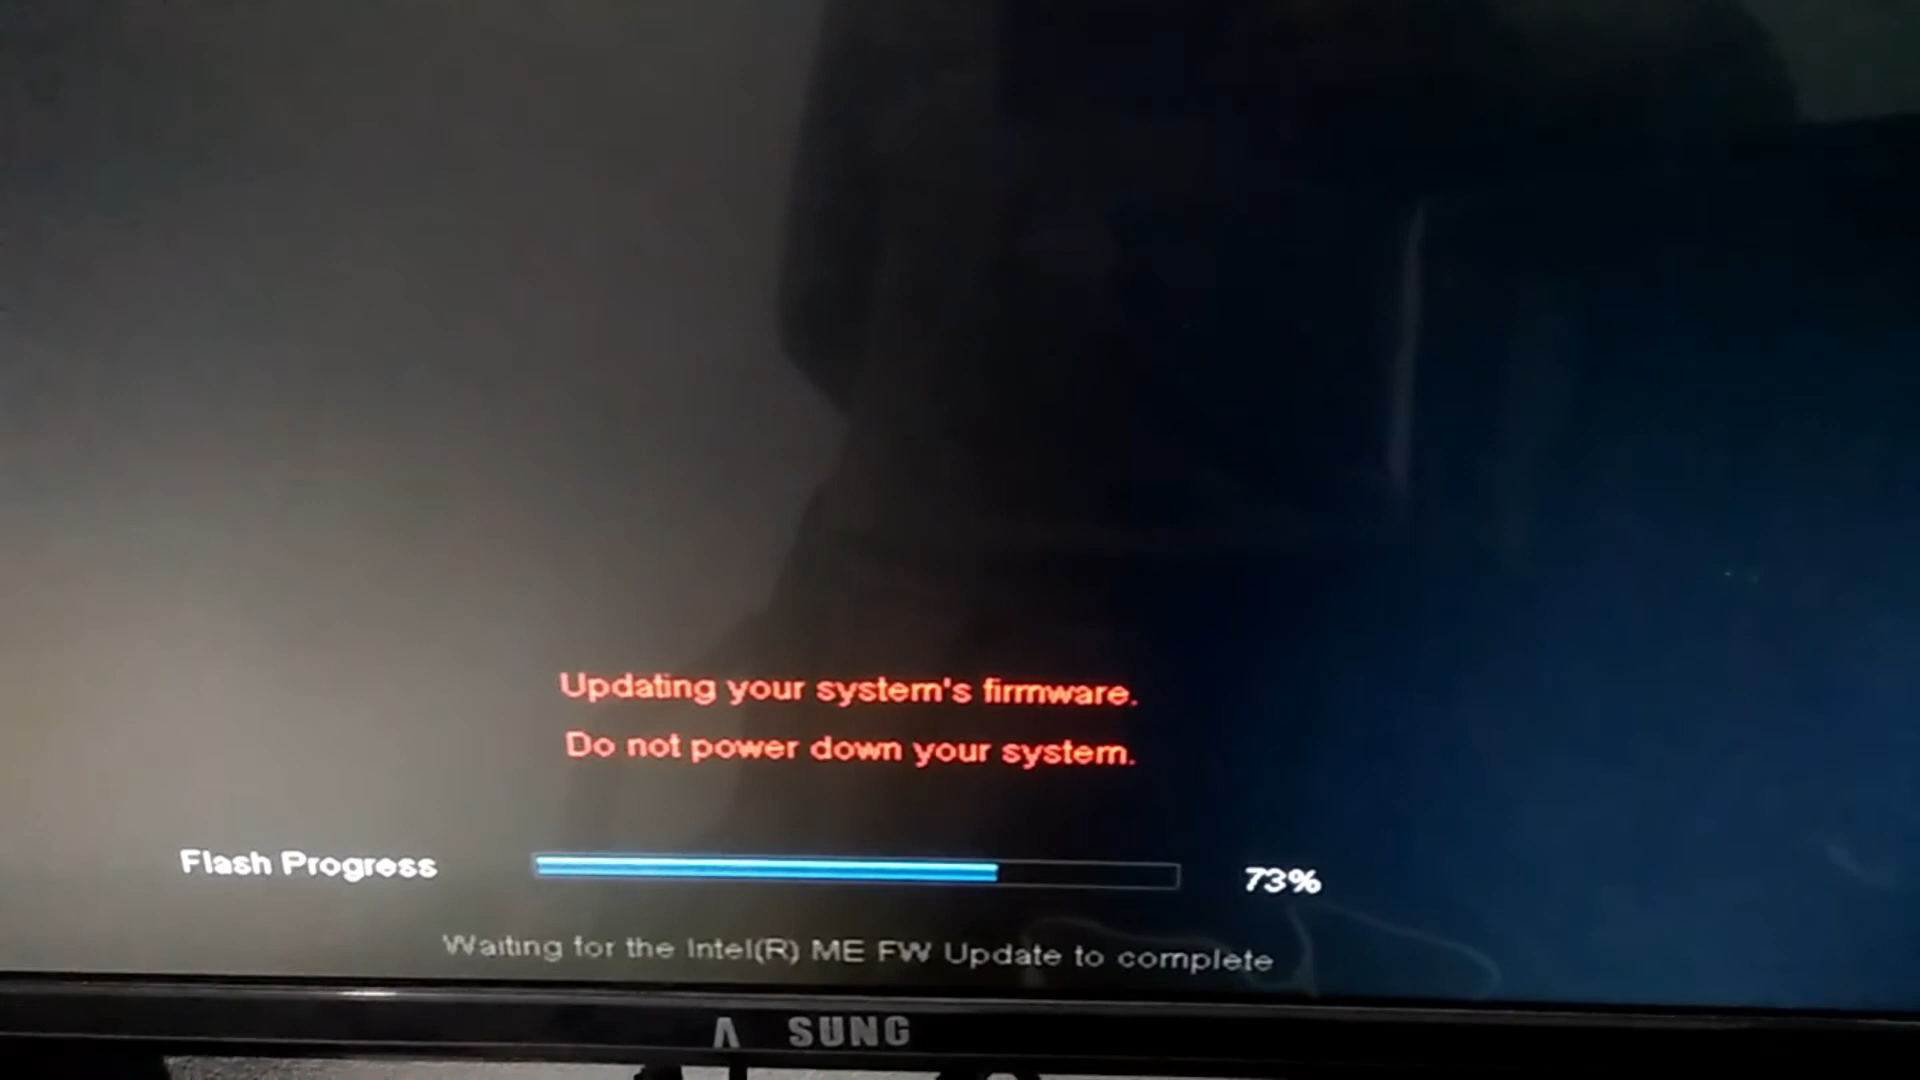 Updating your system's firmware.
Do not power down your system.
Flash Progress 73%
Waiting for the Intel(R) ME FW Update to complete
A SUNG